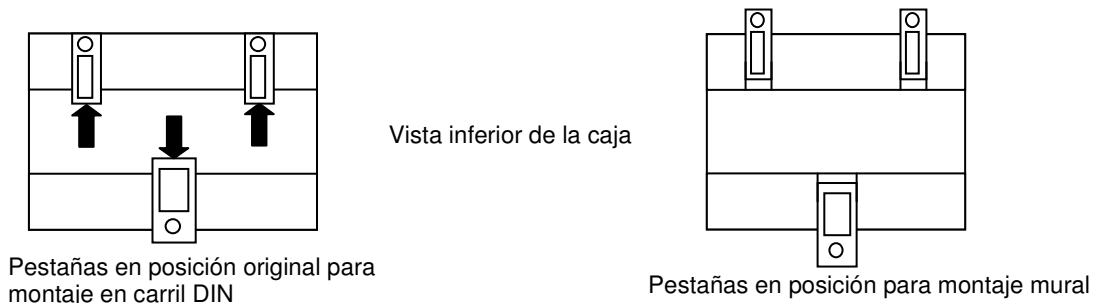 Vista inferior de la caja
Pestañas en posición original para
montaje en carril DIN
Pestañas en posición para montaje mural